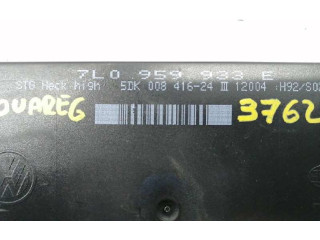 7L0 959 933 E
STG Heck high 5DK 008 416-24 III 12004 (H92/S02
OUAREG
3762